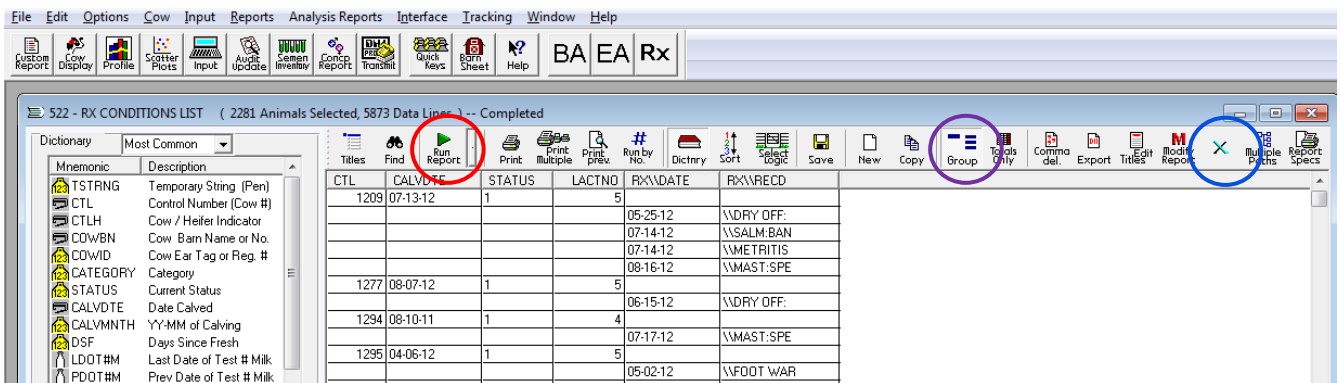 File Edit Options Cow Input Reports Analysis Reports Interface Tracking Window Help
Custom Report Cow Display Profile Scatter Plots Input Audit Update Semen Inventory Concp Report Transmit Quick Keys Barn Sheet Help BA EA Rx
522 - RX CONDITIONS LIST ( 2281 Animals Selected, 5873 Data Lines ) -- Completed
Dictionary Most Common
Titles Find Run Report Print Print Multiple Print Prev. Run by No. Dictnry Sort Select Logic Save New Copy Group Totals Only Comma del. Export Edit Titles Modify Report Multiple Paths Report Specs
Mnemonic Description
TSTRNG Temporary String (Pen)
CTL Control Number (Cow #)
CTLH Cow / Heifer Indicator
COWBN Cow Barn Name or No.
COWID Cow Ear Tag or Reg. #
CATEGORY Category
STATUS Current Status
CALVDTE Date Calved
CALVMNTH YY-MM of Calving
DSF Days Since Fresh
LDOT#M Last Date of Test # Milk
PDOT#M Prev Date of Test # Milk
CTL CALVDTE STATUS LACTNO RX\\DATE RX\\RECD
1209 07-13-12 1 5
05-25-12 \\DRY OFF:
07-14-12 \\SALM:BAN
07-14-12 \\METRITIS
08-16-12 \\MAST:SPE
1277 08-07-12 1 5
06-15-12 \\DRY OFF:
1294 08-10-11 1 4
07-17-12 \\MAST:SPE
1295 04-06-12 1 5
05-02-12 \\FOOT WAR